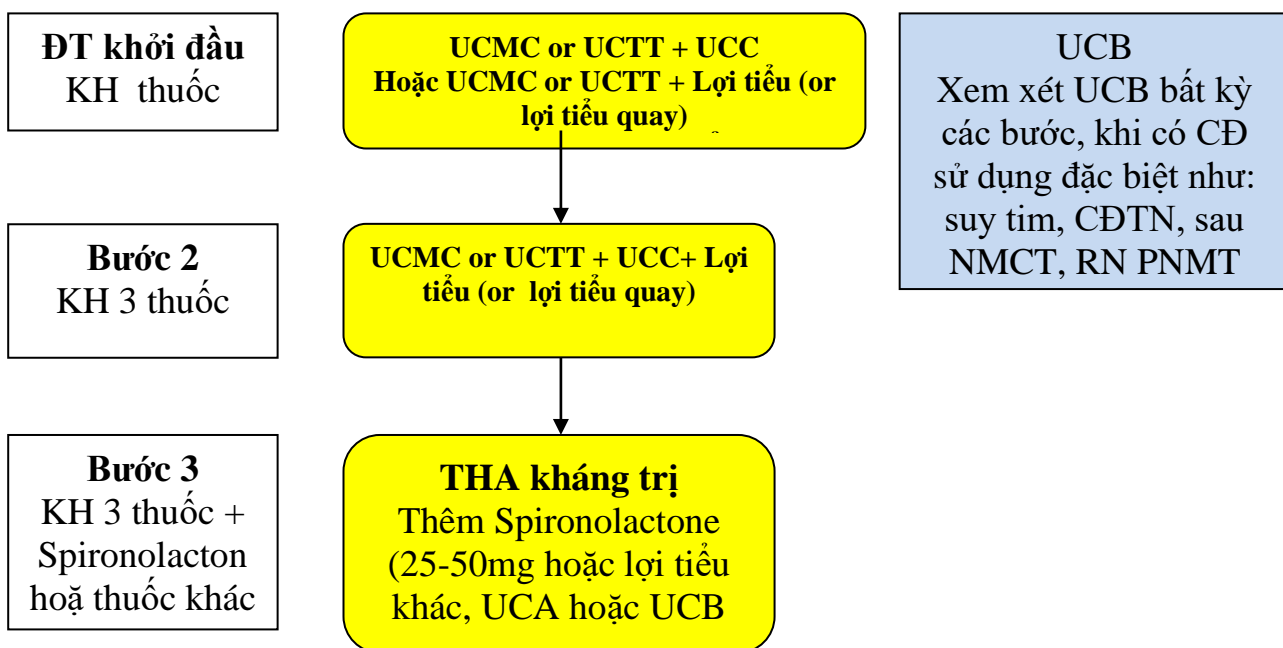 ĐT khởi đầu
KH thuốc
UCMC or UCTT + UCC
Hoặc UCMC or UCTT + Lợi tiểu (or
lợi tiểu quay)
UCB
Xem xét UCB bất kỳ
các bước, khi có CĐ
sử dụng đặc biệt như:
suy tim, CĐTN, sau
NMCT, RN PNMT
Bước 2
KH 3 thuốc
UCMC or UCTT + UCC+ Lợi
tiểu (or lợi tiểu quay)
Bước 3
KH 3 thuốc +
Spironolacton
hoặ thuốc khác
THA kháng trị
Thêm Spironolactone
(25-50mg hoặc lợi tiểu
khác, UCA hoặc UCB